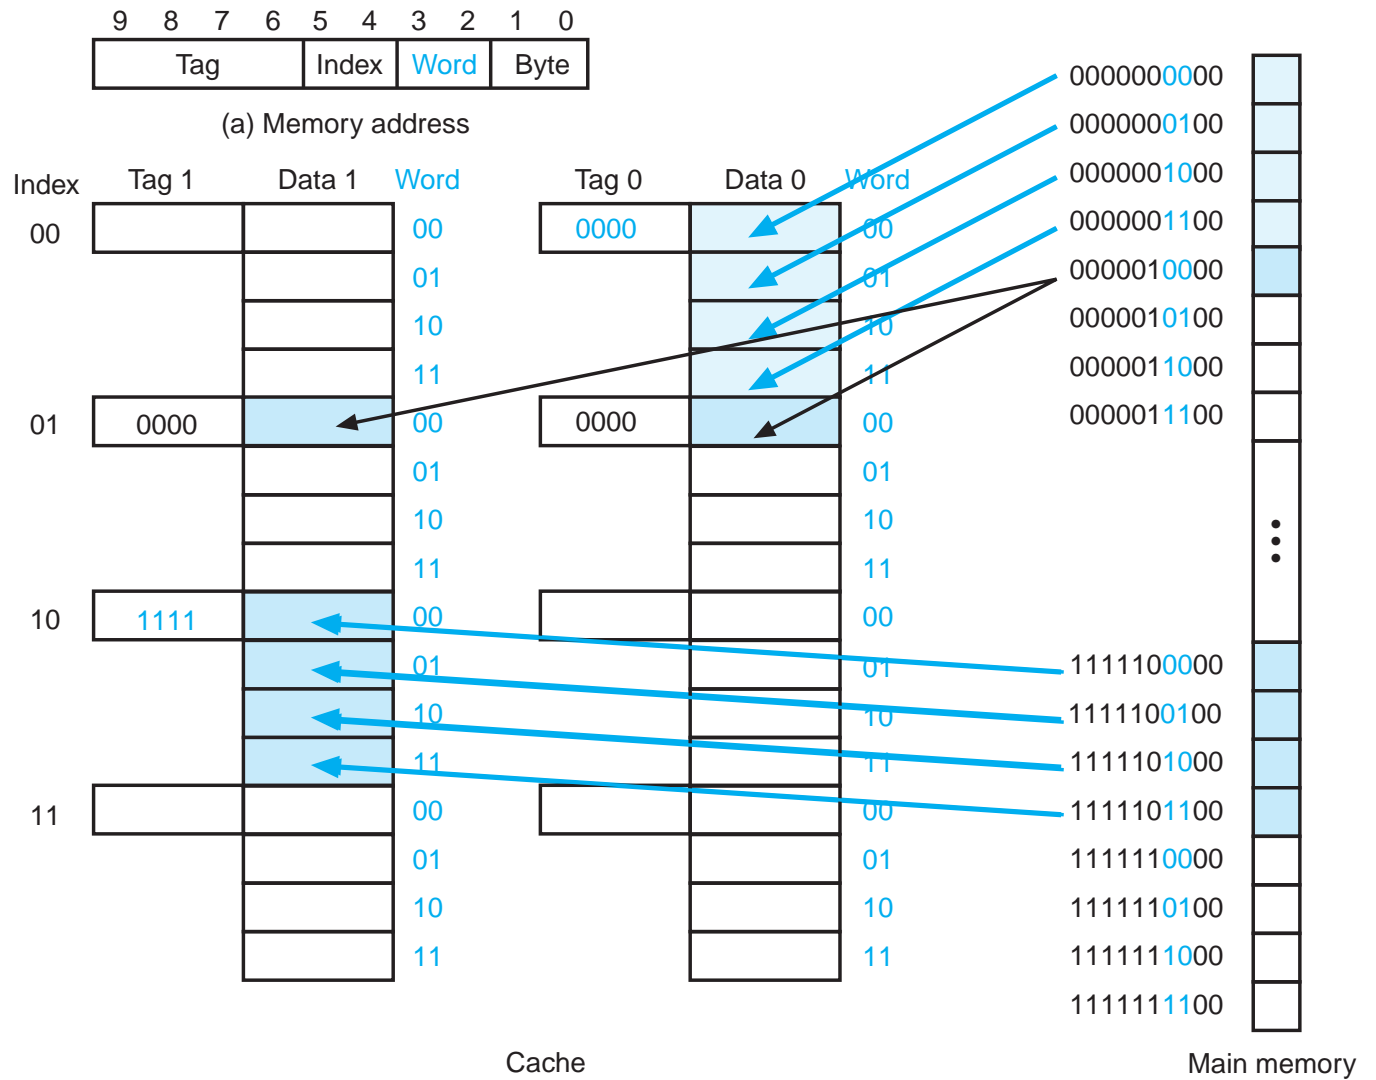 9 8 7 6 5 4 3 2 1 0
Tag Index Word Byte
(a) Memory address
Index Tag 1 Data 1 Word Tag 0 Data 0 Word
00 00 0000 00
01 01
10 10
11 11
01 0000 00 0000 00
01 01
10 10
11 11
10 1111 00 00
01 01
10 10
11 11
11 00 00
01 01
10 10
11 11
Cache
0000000000
0000000100
0000001000
0000001100
0000010000
0000010100
0000011000
0000011100
1111100000
1111100100
1111101000
1111101100
1111110000
1111110100
1111111000
1111111100
Main memory